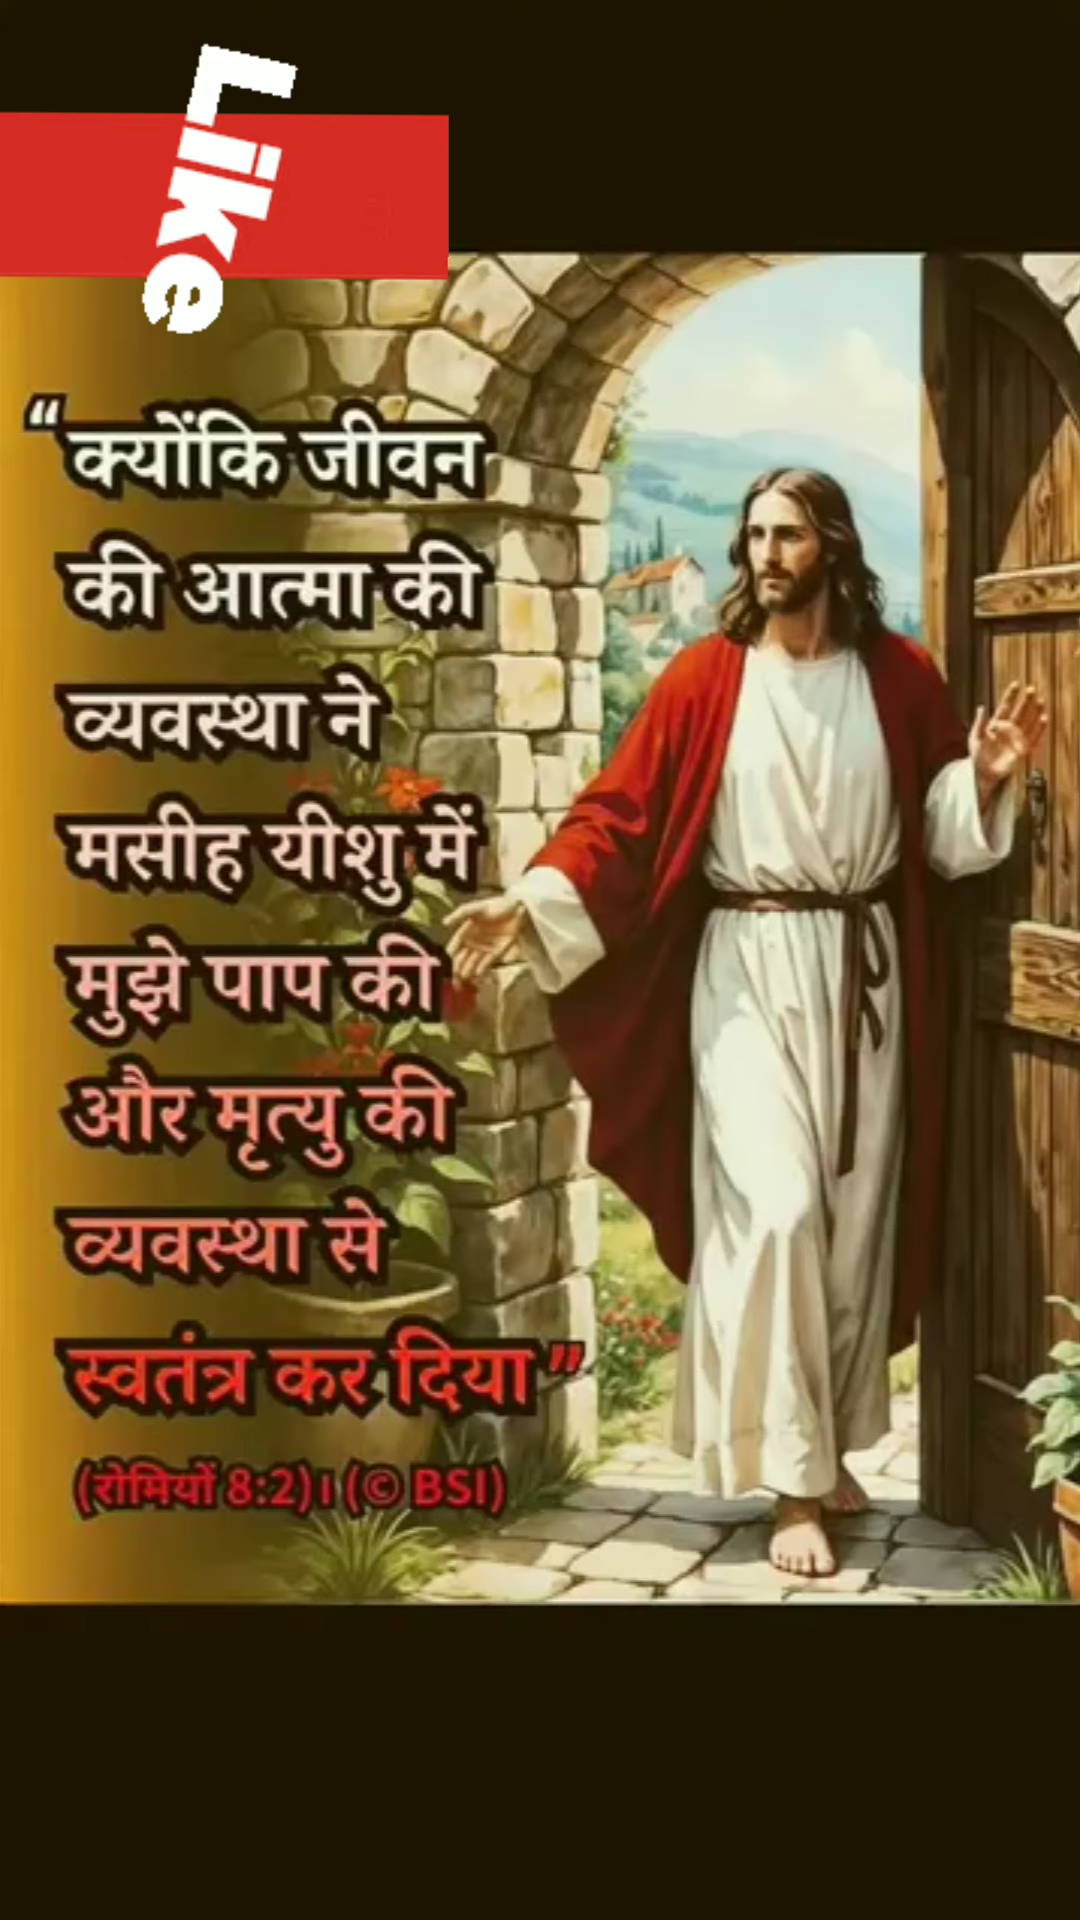 Like
“क्योंकि जीवन
की आत्मा की
व्यवस्था ने
मसीह यीशु में
मुझे पाप की
और मृत्यु की
व्यवस्था से
स्वतंत्र कर दिया”
(रोमियों 8:2)। (© BSI)